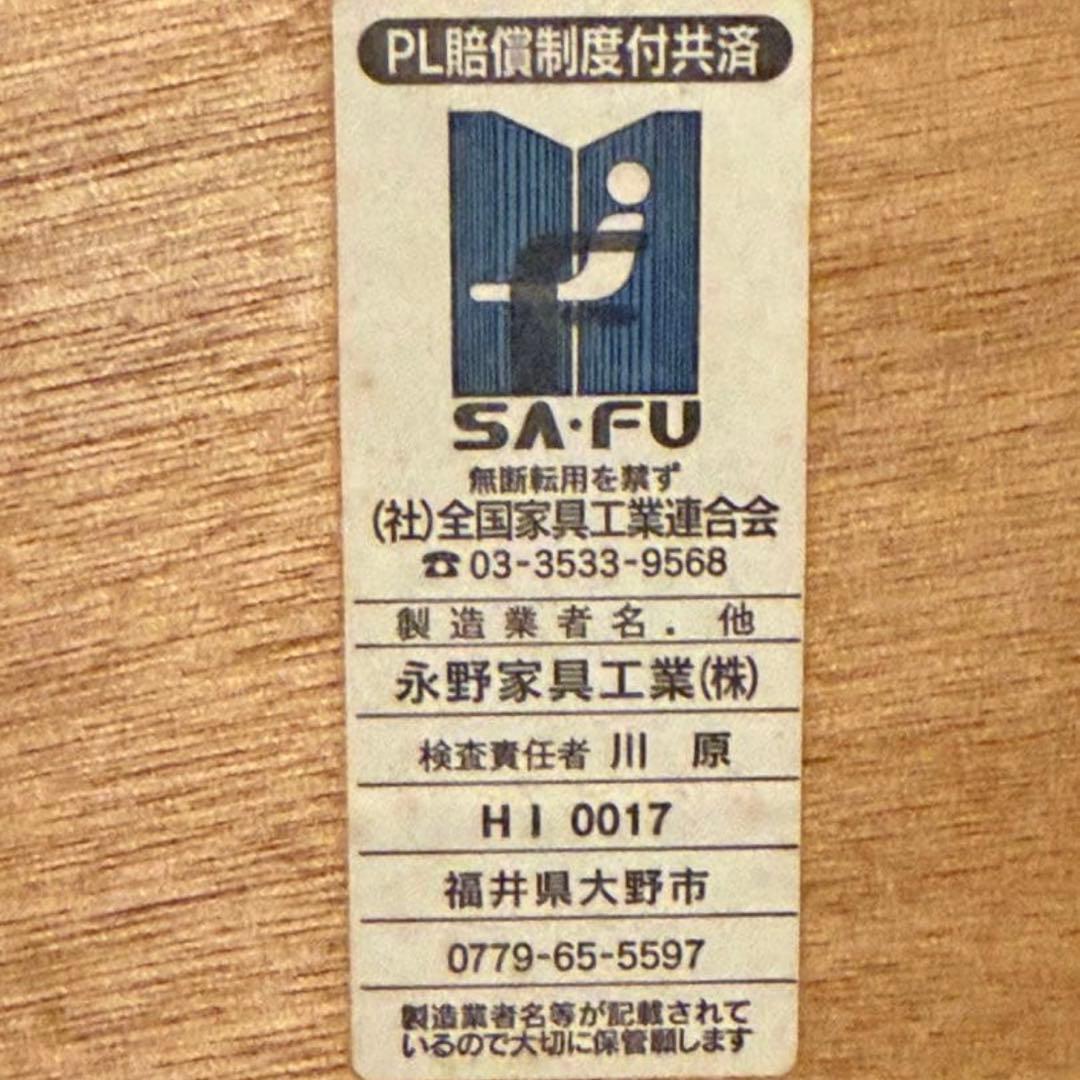 PL賠償制度付共済
SA・FU
無断転用を禁ず
(社)全国家具工業連合会
☎03-3533-9568
製造業者名．他
永野家具工業(株)
検査責任者 川 原
HI 0017
福井県大野市
0779-65-5597
製造業者名等が記載されて
いるので大切に保管願します